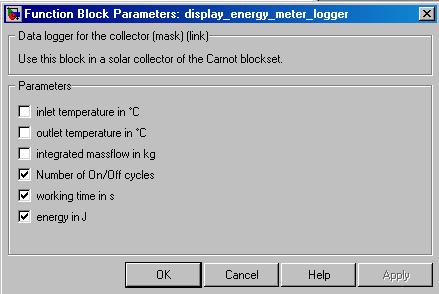 Function Block Parameters: display_energy_meter_logger
Data logger for the collector (mask) (link)
Use this block in a solar collector of the Carnot blockset.
Parameters
inlet temperature in °C
outlet temperature in °C
integrated massflow in kg
Number of On/Off cycles
working time in s
energy in J
OK Cancel Help Apply